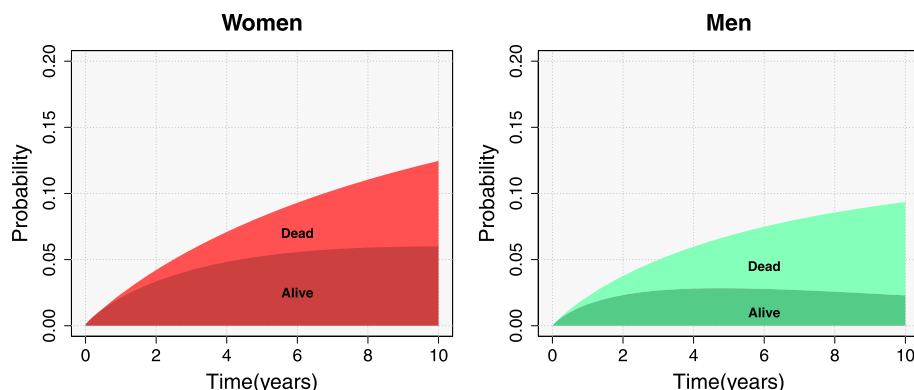 Women
Probability
0.20
0.15
0.10
0.05
0.00
Dead
Alive
0 2 4 6 8 10
Time(years)
Men
Probability
0.20
0.15
0.10
0.05
0.00
Dead
Alive
0 2 4 6 8 10
Time(years)